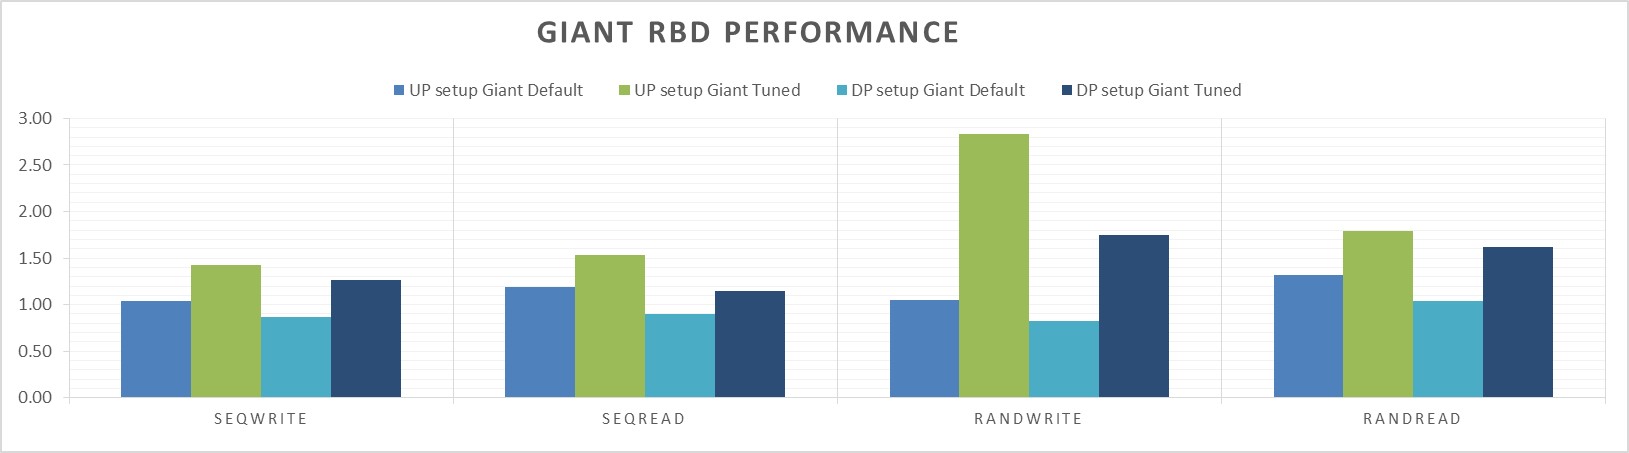 GIANT RBD PERFORMANCE
UP setup Giant Default UP setup Giant Tuned DP setup Giant Default DP setup Giant Tuned
3.00
2.50
2.00
1.50
1.00
0.50
0.00
SEQWRITE SEQREAD RANDWRITE RANDREAD